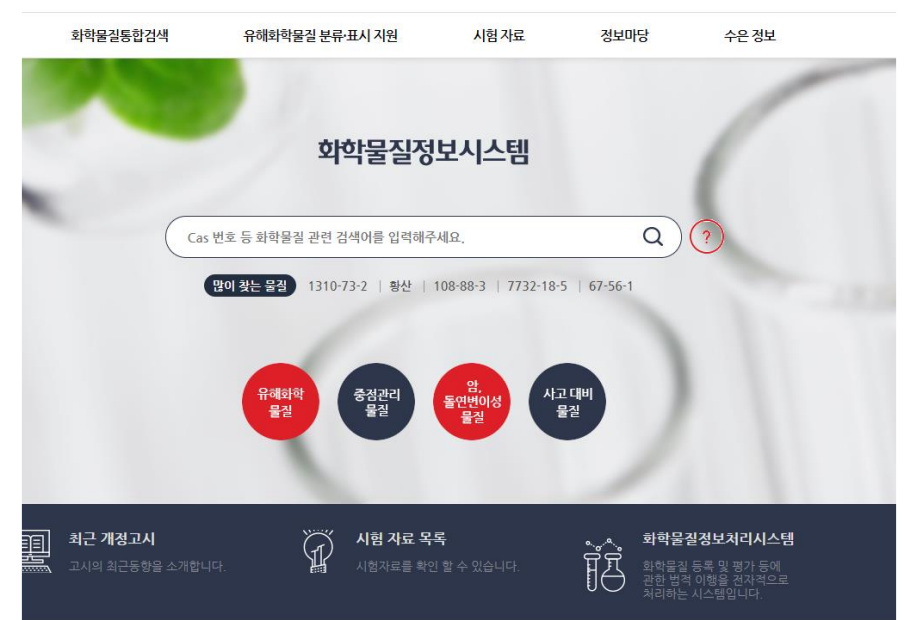 화학물질통합검색 유해화학물질 분류·표시 지원 시험 자료 정보마당 수은 정보
화학물질정보시스템
Cas 번호 등 화학물질 관련 검색어를 입력해주세요.
?
많이 찾는 물질 1310-73-2 | 황산 | 108-88-3 | 7732-18-5 | 67-56-1
유해화학
물질
중점관리
물질
암,
돌연변이성
물질
사고 대비
물질
최근 개정고시
고시의 최근동향을 소개합니다.
시험 자료 목록
시험자료를 확인 할 수 있습니다.
화학물질정보처리시스템
화학물질 등록 및 평가 등에
관한 법적 이행을 전자적으로
처리하는 시스템입니다.